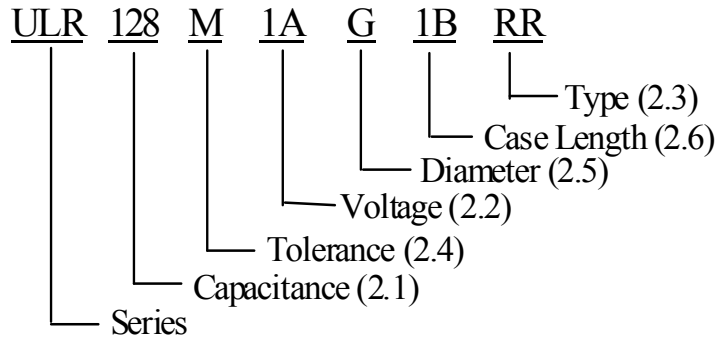 ULR 128 M 1A G 1B RR
Type (2.3)
Case Length (2.6)
Diameter (2.5)
Voltage (2.2)
Tolerance (2.4)
Capacitance (2.1)
Series